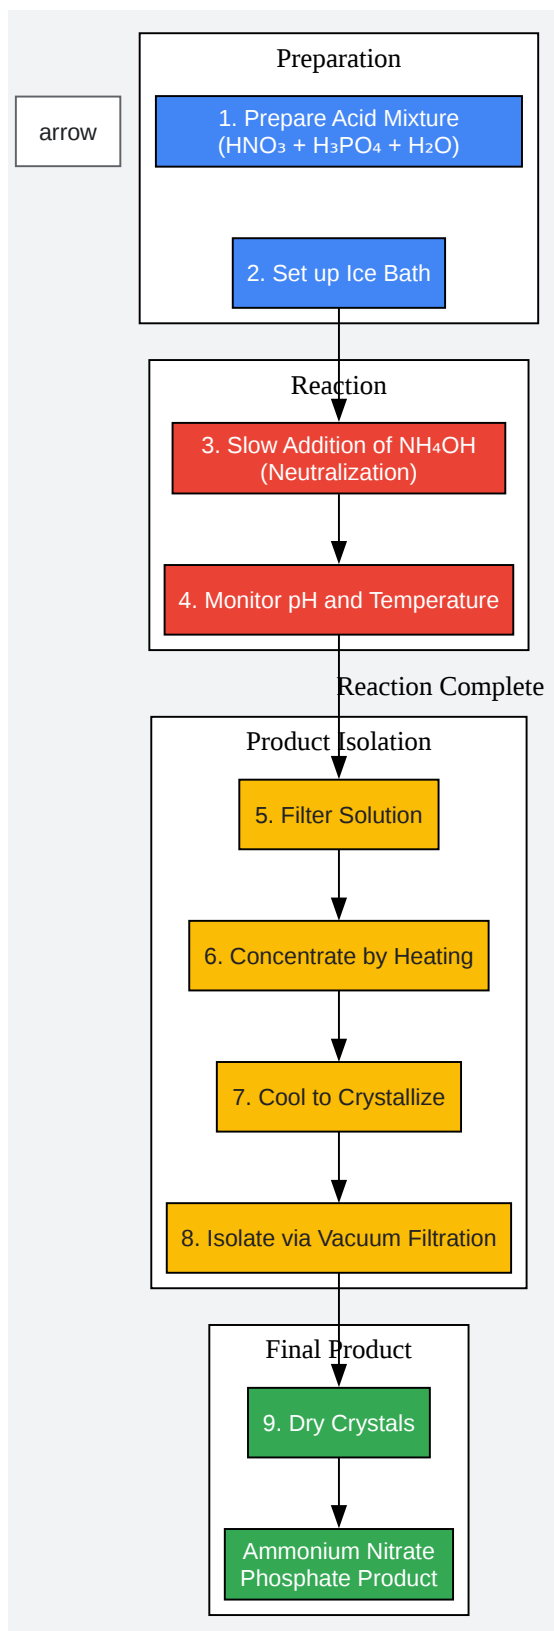 Preparation
arrow
1. Prepare Acid Mixture
(HNO₃ + H₃PO₄ + H₂O)
2. Set up Ice Bath
Reaction
3. Slow Addition of NH₄OH
(Neutralization)
4. Monitor pH and Temperature
Reaction Complete
Product Isolation
5. Filter Solution
6. Concentrate by Heating
7. Cool to Crystallize
8. Isolate via Vacuum Filtration
Final Product
9. Dry Crystals
Ammonium Nitrate
Phosphate Product